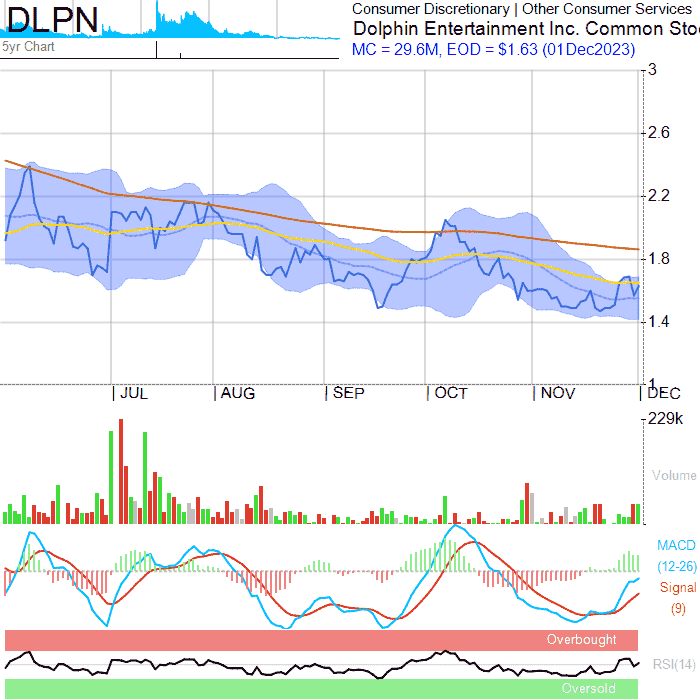 DLPN
5yr Chart
Consumer Discretionary | Other Consumer Services
Dolphin Entertainment Inc. Common Sto
MC = 29.6M, EOD = $1.63 (01Dec2023)
3
2.6
2.2
1.8
1.4
1
JUL AUG SEP OCT NOV DEC
229k
Volume
MACD
(12-26)
Signal
(9)
Overbought
RSI(14)
Oversold